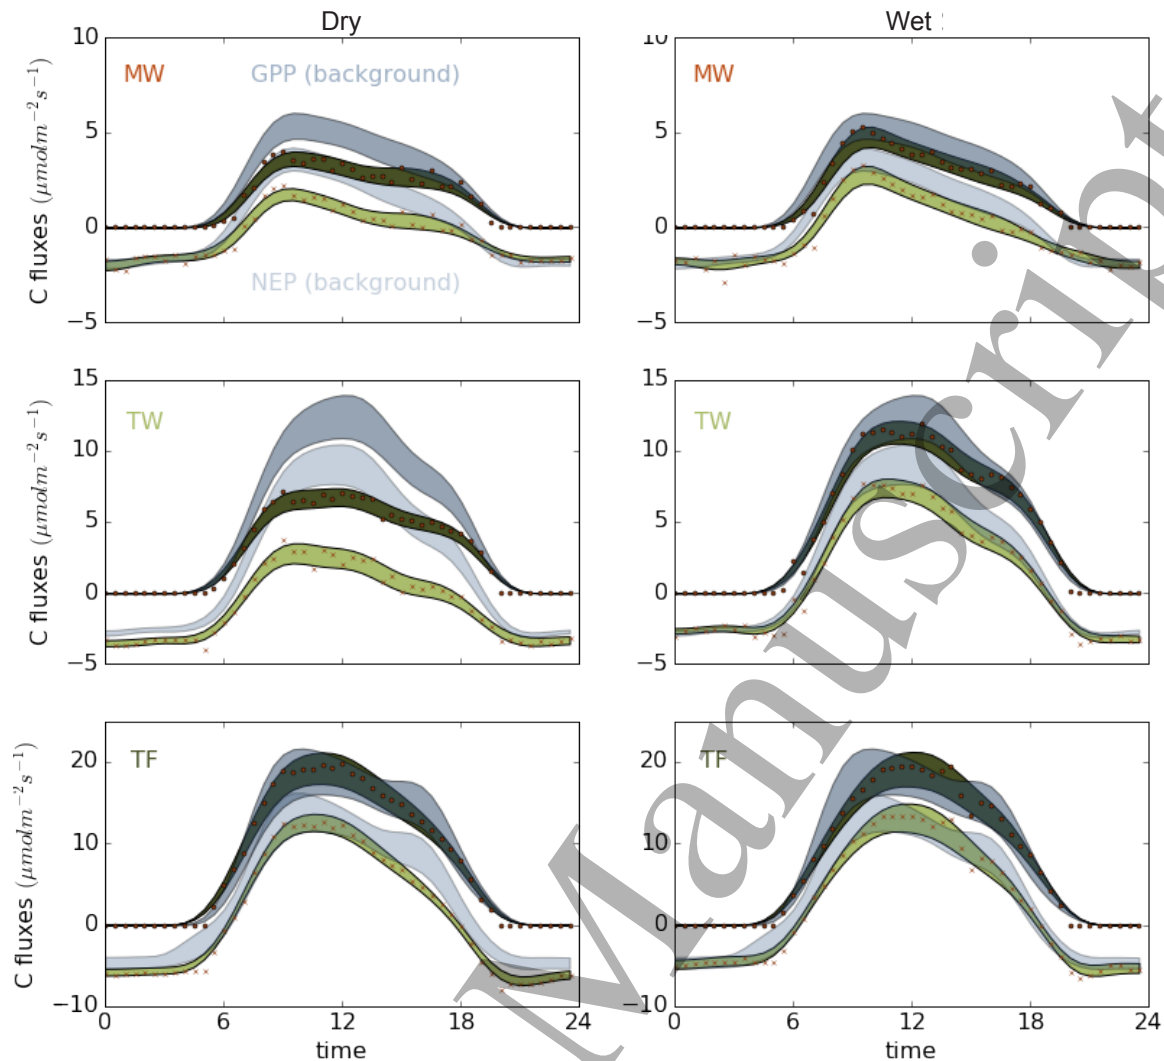 Dry
Wet :
10
5
0
−5
C fluxes (μmolm⁻²s⁻¹)
MW
GPP (background)
NEP (background)
10
5
0
−5
MW
15
10
5
0
−5
C fluxes (μmolm⁻²s⁻¹)
TW
15
10
5
0
−5
TW
20
10
0
−10
C fluxes (μmolm⁻²s⁻¹)
TF
0 6 12 18 24
time
20
10
0
−10
TF
0 6 12 18 24
time
Manuscript